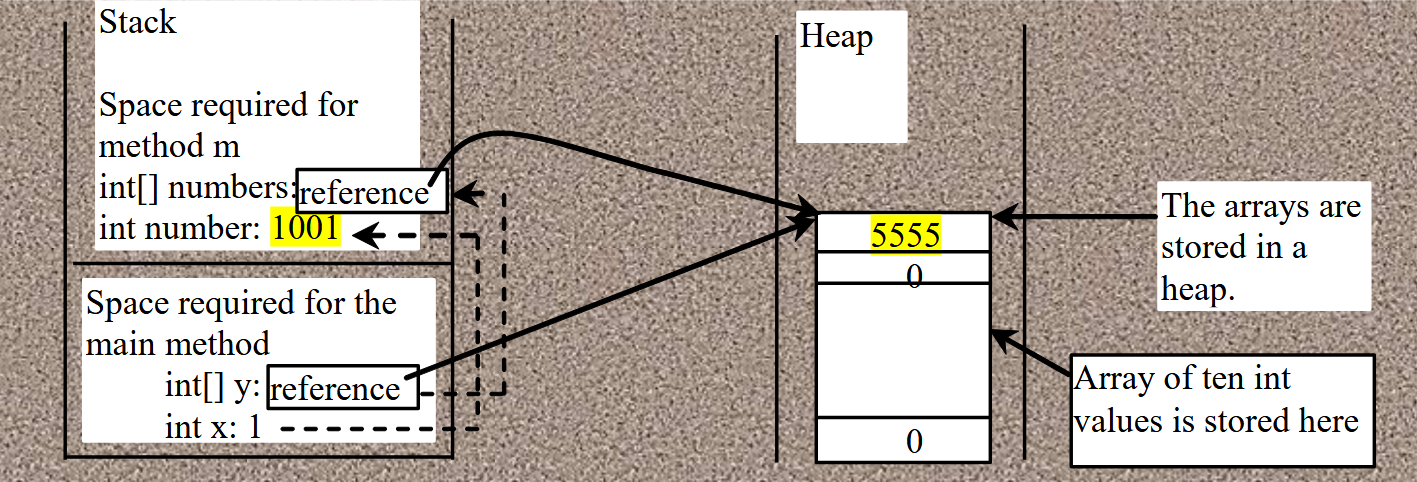 Stack
Space required for
method m
int[] numbers: reference
int number: 1001
Space required for the
main method
int[] y: reference
int x: 1
Heap
5555
0
0
The arrays are
stored in a
heap.
Array of ten int
values is stored here